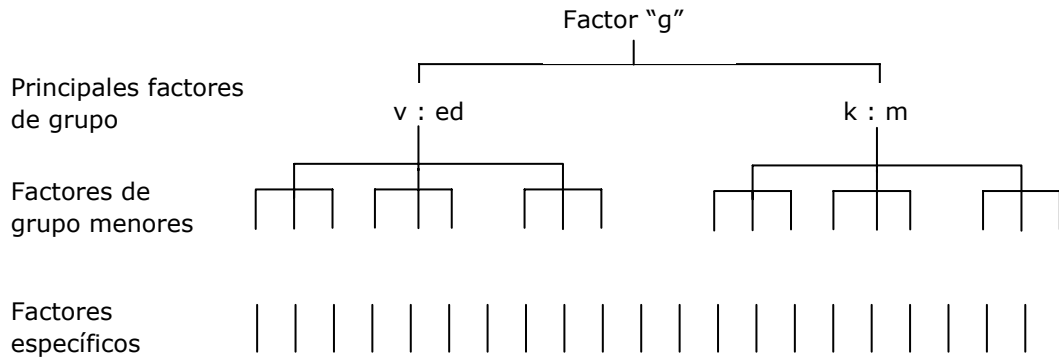 Factor “g”
Principales factores
de grupo
v : ed
k : m
Factores de
grupo menores
Factores
específicos